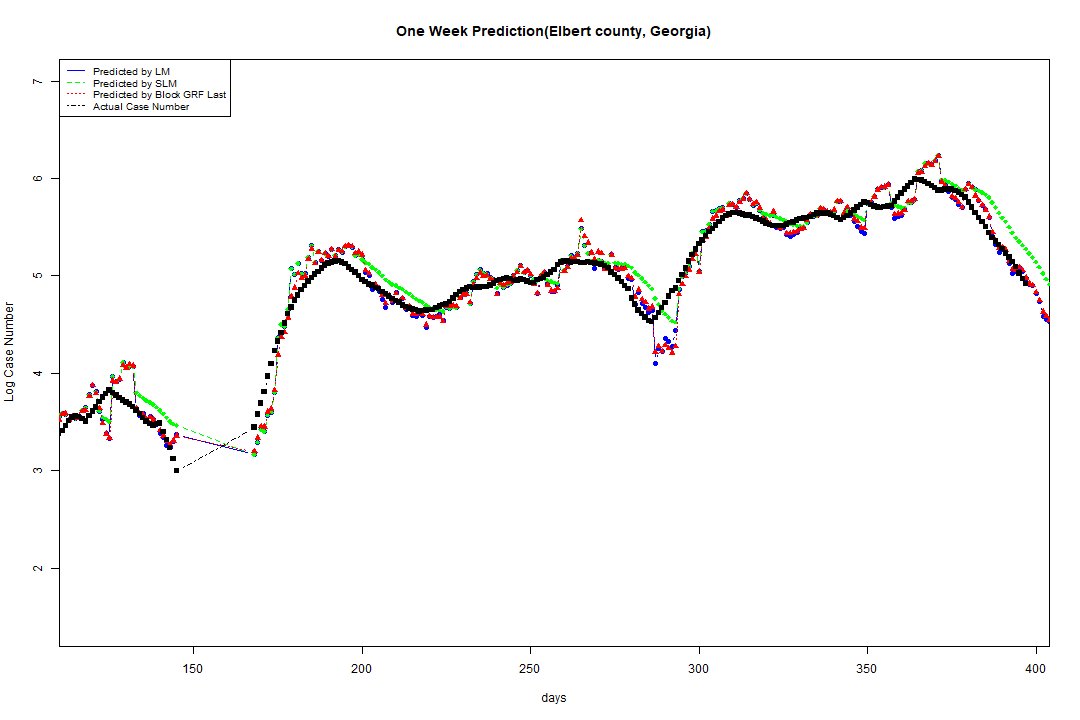 One Week Prediction(Elbert county, Georgia)
Predicted by LM
Predicted by SLM
Predicted by Block GRF Last
Actual Case Number
Log Case Number
7
6
5
4
3
2
150 200 250 300 350 400
days